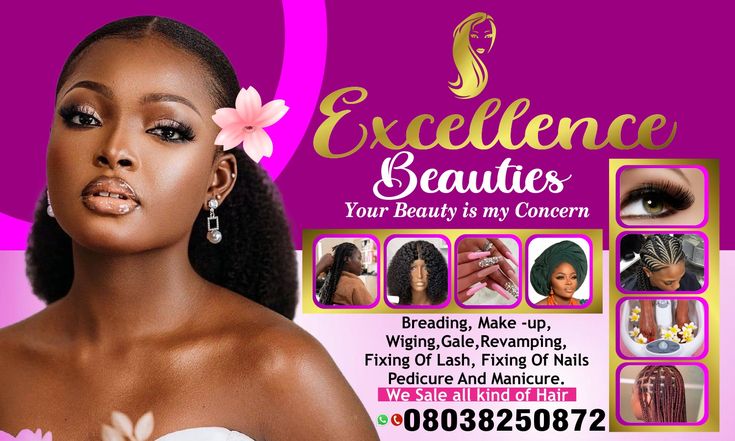 Excellence
Beauties
Your Beauty is my Concern
Breading, Make -up,
Wiging,Gale,Revamping,
Fixing Of Lash, Fixing Of Nails
Pedicure And Manicure.
We Sale all kind of Hair
08038250872